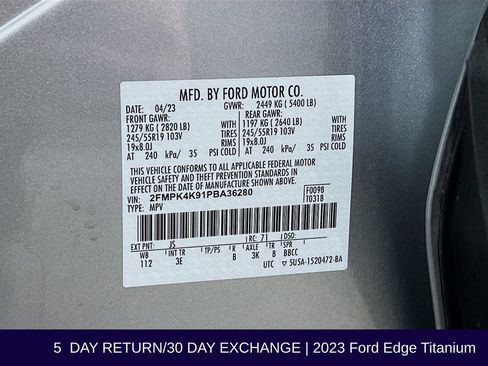 MFD. BY FORD MOTOR CO.
DATE: 04/23 GVWR: 2449 KG (5400 LB)
FRONT GAWR: REAR GAWR:
1279 KG (2820 LB) 1197 KG (2640 LB)
245/55R19 103V TIRES 245/55R19 103V TIRES
19x8.0J RIMS 19x8.0J RIMS
AT 240 kPa/ 35 PSI COLD AT 240 kPa/ 35 PSI COLD
THIS VEHICLE CONFORMS TO ALL APPLICABLE FEDERAL MOTOR
VEHICLE SAFETY AND THEFT PREVENTION STANDARDS IN
EFFECT ON THE DATE OF MANUFACTURE SHOWN ABOVE.
VIN: 2FMPK4K91PBA36280 F0098
TYPE: MPV T0318
EXT PNT: JS RC: 71 DSO:
WB INT TR TP/PS R AXLE TR SPR
112 3E B 3K 8 BBCC
UTC 5U5A-1520472-BA
5 DAY RETURN/30 DAY EXCHANGE | 2023 Ford Edge Titanium